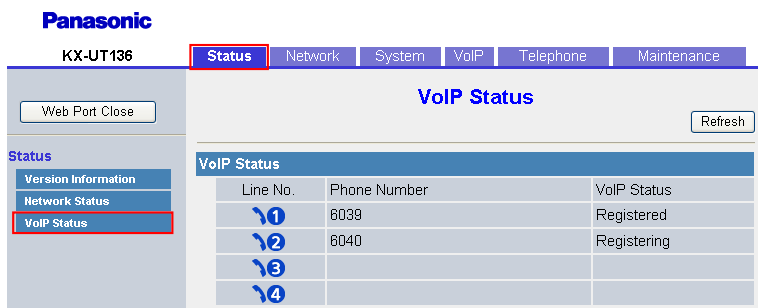 Panasonic
KX-UT136
Status Network System VoIP Telephone Maintenance
Web Port Close
VoIP Status
Refresh
Status
Version Information
Network Status
VoIP Status
VoIP Status
Line No. Phone Number VoIP Status
1 6039 Registered
2 6040 Registering
3
4